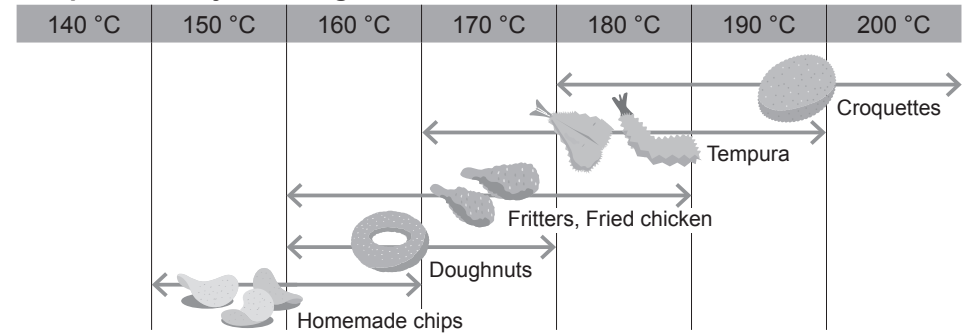 140 °C 150 °C 160 °C 170 °C 180 °C 190 °C 200 °C
Croquettes
Tempura
Fritters, Fried chicken
Doughnuts
Homemade chips